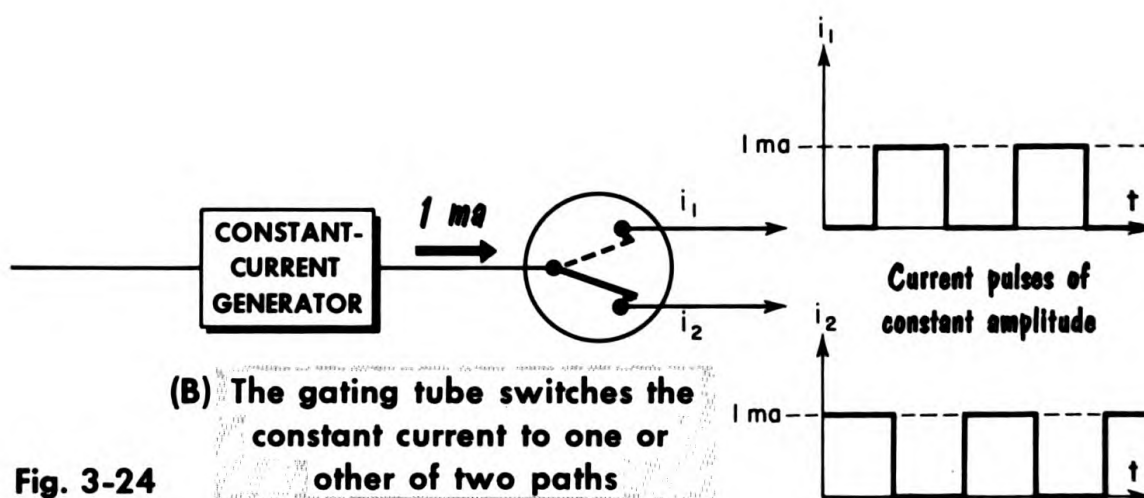 i₁
1 ma
t
CONSTANT-
CURRENT
GENERATOR
1 ma
i₁
i₂
Current pulses of
constant amplitude
i₂
1 ma
t
(B) The gating tube switches the
constant current to one or
other of two paths
Fig. 3-24